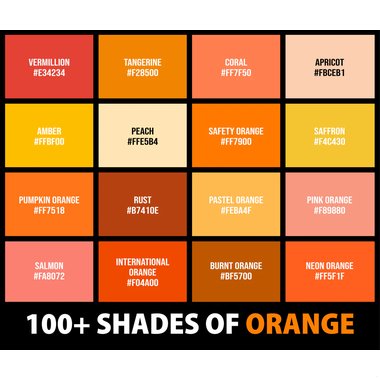 VERMILLION
#E34234
TANGERINE
#F28500
CORAL
#FF7F50
APRICOT
#FBCEB1
AMBER
#FFBF00
PEACH
#FFE5B4
SAFETY ORANGE
#FF7900
SAFFRON
#F4C430
PUMPKIN ORANGE
#FF7518
RUST
#B7410E
PASTEL ORANGE
#FEBA4F
PINK ORANGE
#F89880
SALMON
#FA8072
INTERNATIONAL
ORANGE
#F04A00
BURNT ORANGE
#BF5700
NEON ORANGE
#FF5F1F
100+ SHADES OF ORANGE